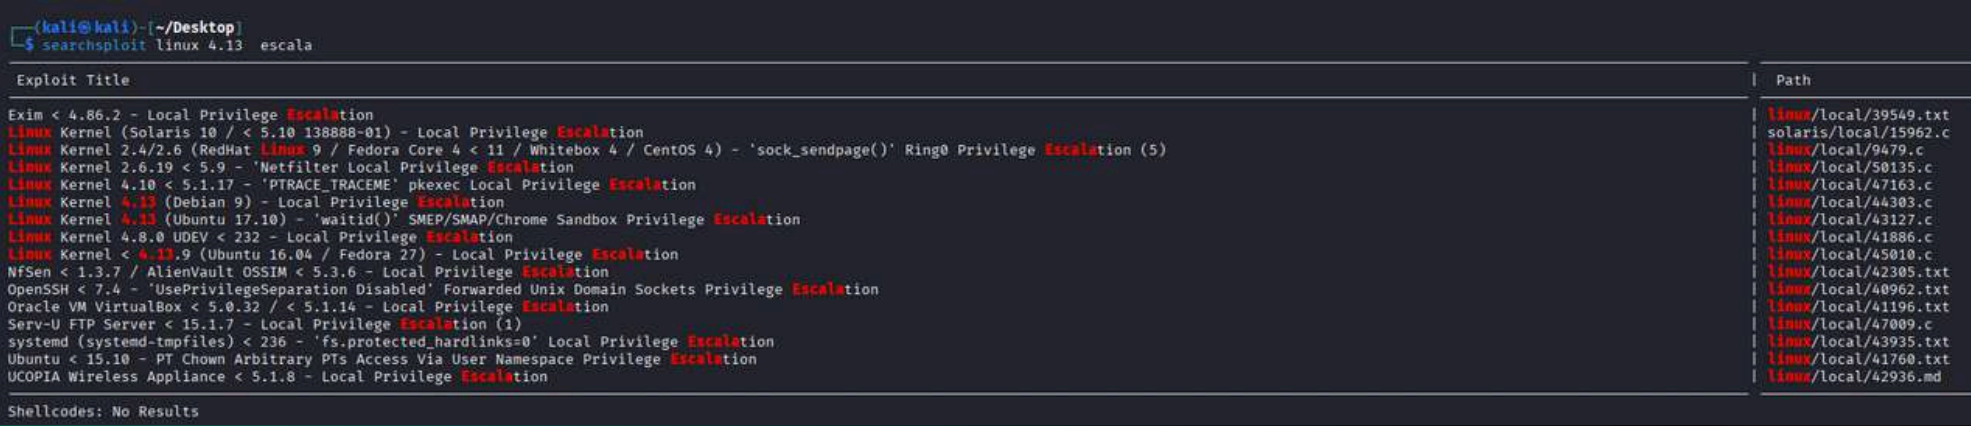 (kali㉿kali)-[~/Desktop]
$ searchsploit linux 4.13  escala
Exploit Title | Path
Exim < 4.86.2 - Local Privilege Escalation | linux/local/39549.txt
Linux Kernel (Solaris 10 / < 5.10 138888-01) - Local Privilege Escalation | solaris/local/15962.c
Linux Kernel 2.4/2.6 (RedHat Linux 9 / Fedora Core 4 < 11 / Whitebox 4 / CentOS 4) - 'sock_sendpage()' Ring0 Privilege Escalation (5) | linux/local/9479.c
Linux Kernel 2.6.19 < 5.9 - 'Netfilter Local Privilege Escalation | linux/local/50135.c
Linux Kernel 4.10 < 5.1.17 - 'PTRACE_TRACEME' pkexec Local Privilege Escalation | linux/local/47163.c
Linux Kernel 4.13 (Debian 9) - Local Privilege Escalation | linux/local/44303.c
Linux Kernel 4.13 (Ubuntu 17.10) - 'waitid()' SMEP/SMAP/Chrome Sandbox Privilege Escalation | linux/local/43127.c
Linux Kernel 4.8.0 UDEV < 232 - Local Privilege Escalation | linux/local/41886.c
Linux Kernel < 4.13.9 (Ubuntu 16.04 / Fedora 27) - Local Privilege Escalation | linux/local/45010.c
NfSen < 1.3.7 / AlienVault OSSIM < 5.3.6 - Local Privilege Escalation | linux/local/42305.txt
OpenSSH < 7.4 - 'UsePrivilegeSeparation Disabled' Forwarded Unix Domain Sockets Privilege Escalation | linux/local/40962.txt
Oracle VM VirtualBox < 5.0.32 / < 5.1.14 - Local Privilege Escalation | linux/local/41196.txt
Serv-U FTP Server < 15.1.7 - Local Privilege Escalation (1) | linux/local/47009.c
systemd (systemd-tmpfiles) < 236 - 'fs.protected_hardlinks=0' Local Privilege Escalation | linux/local/43935.txt
Ubuntu < 15.10 - PT Chown Arbitrary PTs Access Via User Namespace Privilege Escalation | linux/local/41760.txt
UCOPIA Wireless Appliance < 5.1.8 - Local Privilege Escalation | linux/local/42936.md
Shellcodes: No Results